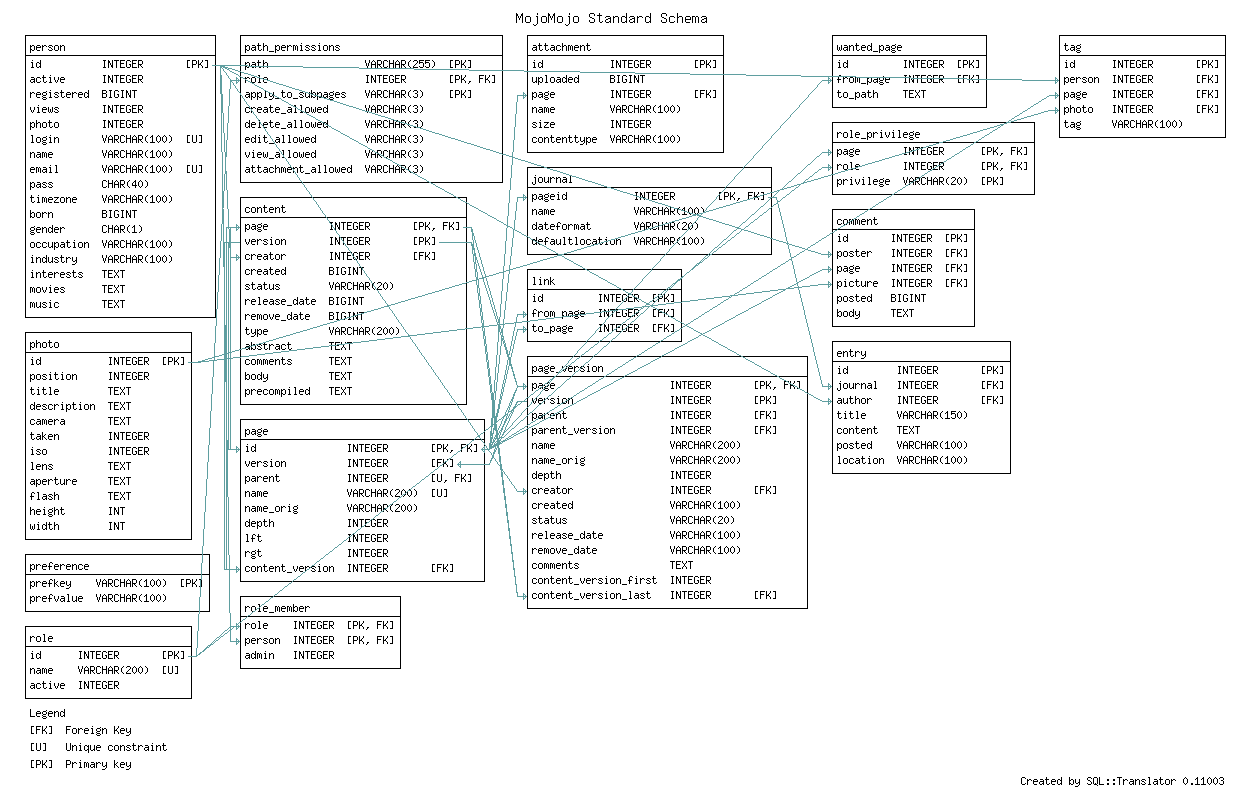 MojoMojo Standard Schema
person
id INTEGER [PK]
active INTEGER
registered BIGINT
views INTEGER
photo INTEGER
login VARCHAR(100) [U]
name VARCHAR(100)
email VARCHAR(100) [U]
pass CHAR(40)
timezone VARCHAR(100)
born BIGINT
gender CHAR(1)
occupation VARCHAR(100)
industry VARCHAR(100)
interests TEXT
movies TEXT
music TEXT
photo
id INTEGER [PK]
position INTEGER
title TEXT
description TEXT
camera TEXT
taken INTEGER
iso INTEGER
lens TEXT
aperture TEXT
flash TEXT
height INT
width INT
preference
prefkey VARCHAR(100) [PK]
prefvalue VARCHAR(100)
role
id INTEGER [PK]
name VARCHAR(200) [U]
active INTEGER
Legend
[FK] Foreign Key
[U] Unique constraint
[PK] Primary key
path_permissions
path VARCHAR(255) [PK]
role INTEGER [PK, FK]
apply_to_subpages VARCHAR(3) [PK]
create_allowed VARCHAR(3)
delete_allowed VARCHAR(3)
edit_allowed VARCHAR(3)
view_allowed VARCHAR(3)
attachment_allowed VARCHAR(3)
content
page INTEGER [PK, FK]
version INTEGER [PK]
creator INTEGER [FK]
created BIGINT
status VARCHAR(20)
release_date BIGINT
remove_date BIGINT
type VARCHAR(200)
abstract TEXT
comments TEXT
body TEXT
precompiled TEXT
page
id INTEGER [PK, FK]
version INTEGER [FK]
parent INTEGER [U, FK]
name VARCHAR(200) [U]
name_orig VARCHAR(200)
depth INTEGER
lft INTEGER
rgt INTEGER
content_version INTEGER [FK]
role_member
role INTEGER [PK, FK]
person INTEGER [PK, FK]
admin INTEGER
attachment
id INTEGER [PK]
uploaded BIGINT
page INTEGER [FK]
name VARCHAR(100)
size INTEGER
contenttype VARCHAR(100)
journal
pageid INTEGER [PK, FK]
name VARCHAR(100)
dateformat VARCHAR(20)
defaultlocation VARCHAR(100)
link
id INTEGER [PK]
from_page INTEGER [FK]
to_page INTEGER [FK]
page_version
page INTEGER [PK, FK]
version INTEGER [PK]
parent INTEGER [FK]
parent_version INTEGER [FK]
name VARCHAR(200)
name_orig VARCHAR(200)
depth INTEGER
creator INTEGER [FK]
created VARCHAR(100)
status VARCHAR(20)
release_date VARCHAR(100)
remove_date VARCHAR(100)
comments TEXT
content_version_first INTEGER
content_version_last INTEGER [FK]
wanted_page
id INTEGER [PK]
from_page INTEGER [FK]
to_path TEXT
role_privilege
page INTEGER [PK, FK]
role INTEGER [PK, FK]
privilege VARCHAR(20) [PK]
comment
id INTEGER [PK]
poster INTEGER [FK]
page INTEGER [FK]
picture INTEGER [FK]
posted BIGINT
body TEXT
entry
id INTEGER [PK]
journal INTEGER [FK]
author INTEGER [FK]
title VARCHAR(150)
content TEXT
posted VARCHAR(100)
location VARCHAR(100)
tag
id INTEGER [PK]
person INTEGER [FK]
page INTEGER [FK]
photo INTEGER [FK]
tag VARCHAR(100)
Created by SQL::Translator 0.11003